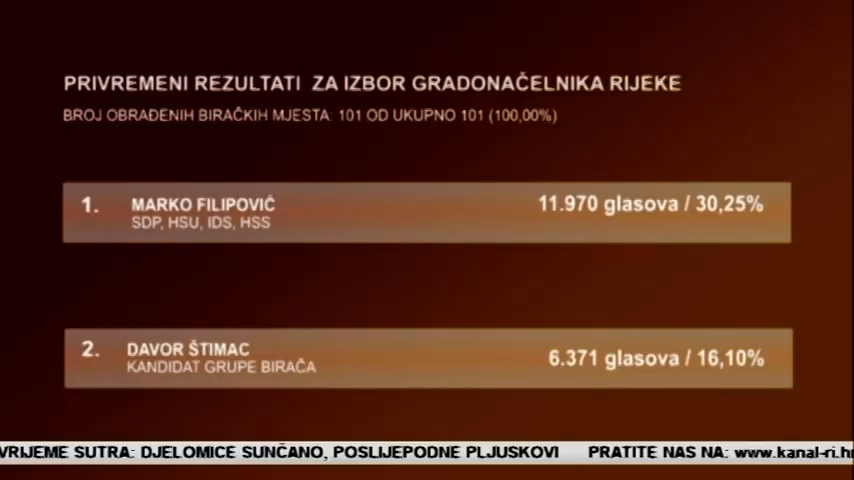 PRIVREMENI REZULTATI ZA IZBOR GRADONAČELNIKA RIJEKE
BROJ OBRAĐENIH BIRAČKIH MJESTA: 101 OD UKUPNO 101 (100,00%)
1. MARKO FILIPOVIĆ 11.970 glasova / 30,25%
SDP, HSU, IDS, HSS
2. DAVOR ŠTIMAC 6.371 glasova / 16,10%
KANDIDAT GRUPE BIRAČA
VRIJEME SUTRA: DJELOMICE SUNČANO, POSLIJEPODNE PLJUSKOVI PRATITE NAS NA: www.kanal-ri.hr